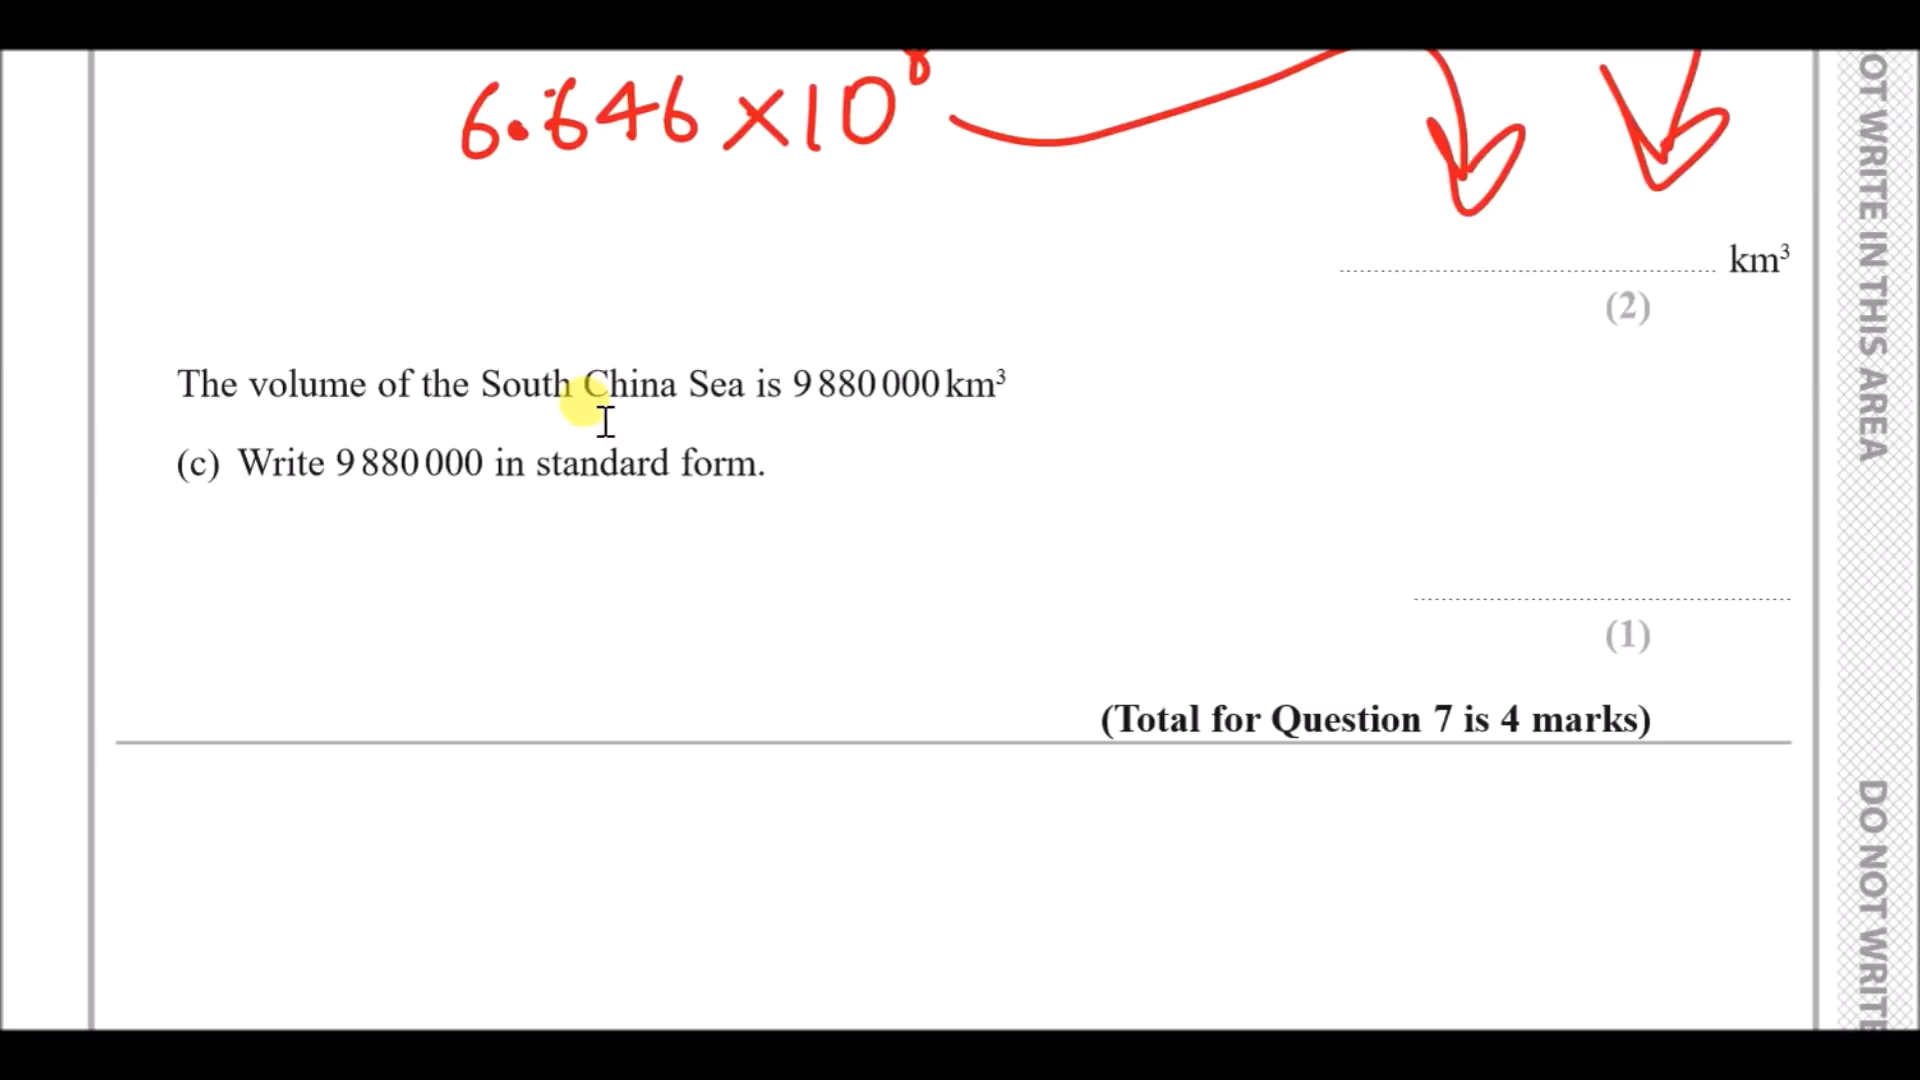 6.646 × 10⁸
km³
(2)
The volume of the South China Sea is 9 880 000 km³
(c) Write 9 880 000 in standard form.
(1)
(Total for Question 7 is 4 marks)
OT WRITE IN THIS AREA
DO NOT WRITE